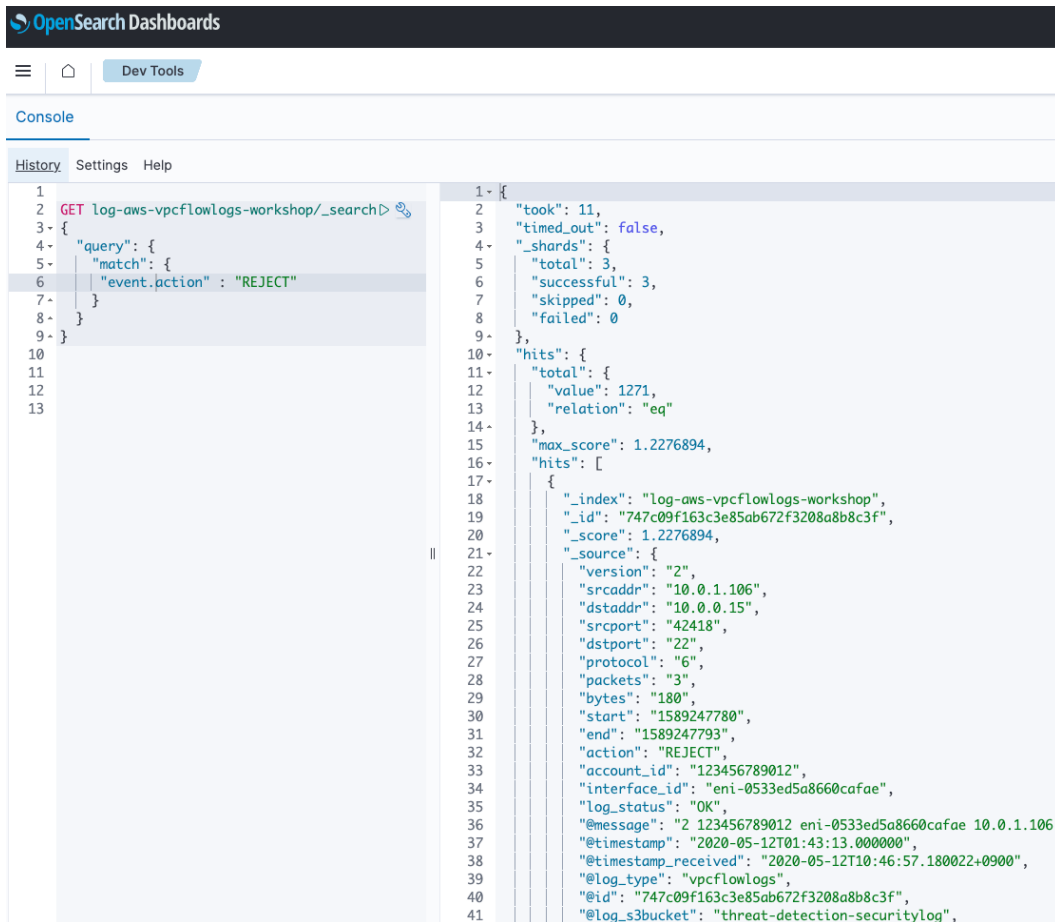 OpenSearch Dashboards
Dev Tools
Console
History Settings Help
1
2 GET log-aws-vpcflowlogs-workshop/_search
3 {
4 "query": {
5 "match": {
6 "event.action" : "REJECT"
7 }
8 }
9 }
10
11
12
13
1 {
2 "took": 11,
3 "timed_out": false,
4 "_shards": {
5 "total": 3,
6 "successful": 3,
7 "skipped": 0,
8 "failed": 0
9 },
10 "hits": {
11 "total": {
12 "value": 1271,
13 "relation": "eq"
14 },
15 "max_score": 1.2276894,
16 "hits": [
17 {
18 "_index": "log-aws-vpcflowlogs-workshop",
19 "_id": "747c09f163c3e85ab672f3208a8b8c3f",
20 "_score": 1.2276894,
21 "_source": {
22 "version": "2",
23 "srcaddr": "10.0.1.106",
24 "dstaddr": "10.0.0.15",
25 "srcport": "42418",
26 "dstport": "22",
27 "protocol": "6",
28 "packets": "3",
29 "bytes": "180",
30 "start": "1589247780",
31 "end": "1589247793",
32 "action": "REJECT",
33 "account_id": "123456789012",
34 "interface_id": "eni-0533ed5a8660cafae",
35 "log_status": "OK",
36 "@message": "2 123456789012 eni-0533ed5a8660cafae 10.0.1.106
37 "@timestamp": "2020-05-12T01:43:13.000000",
38 "@timestamp_received": "2020-05-12T10:46:57.180022+0900",
39 "@log_type": "vpcflowlogs",
40 "@id": "747c09f163c3e85ab672f3208a8b8c3f",
41 "@log_s3bucket": "threat-detection-securitylog",